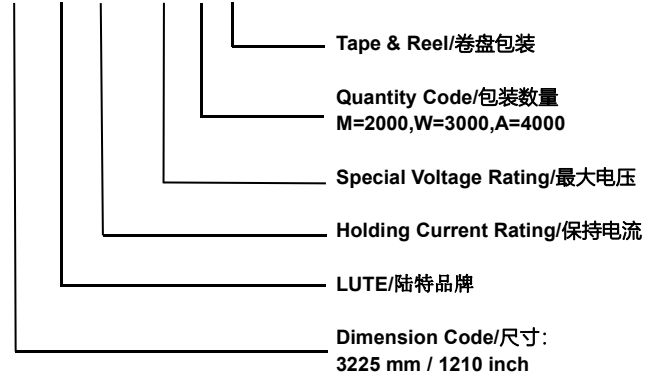 Tape & Reel/卷盘包装
Quantity Code/包装数量
M=2000,W=3000,A=4000
Special Voltage Rating/最大电压
Holding Current Rating/保持电流
LUTE/陆特品牌
Dimension Code/尺寸:
3225 mm / 1210 inch